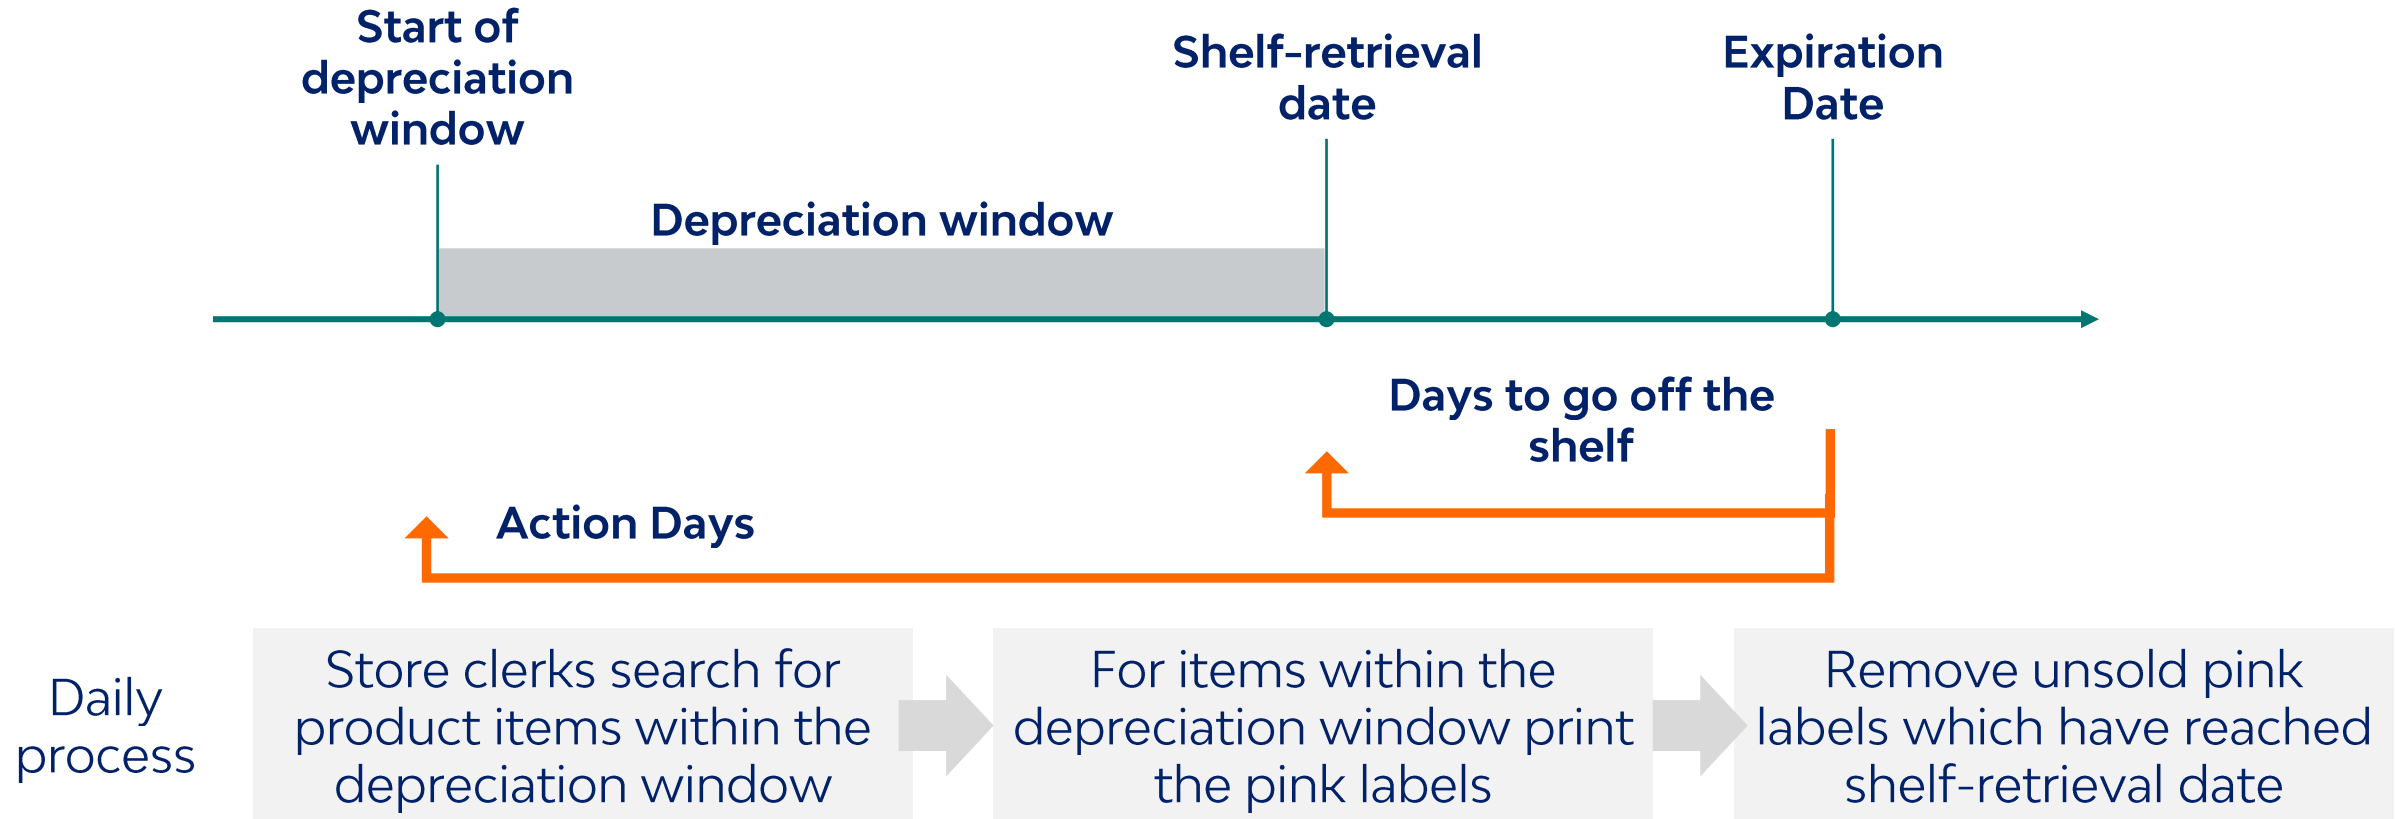 Start of
depreciation
window
Shelf-retrieval
date
Expiration
Date
Depreciation window
Days to go off the
shelf
Action Days
Daily
process
Store clerks search for
product items within the
depreciation window
For items within the
depreciation window print
the pink labels
Remove unsold pink
labels which have reached
shelf-retrieval date